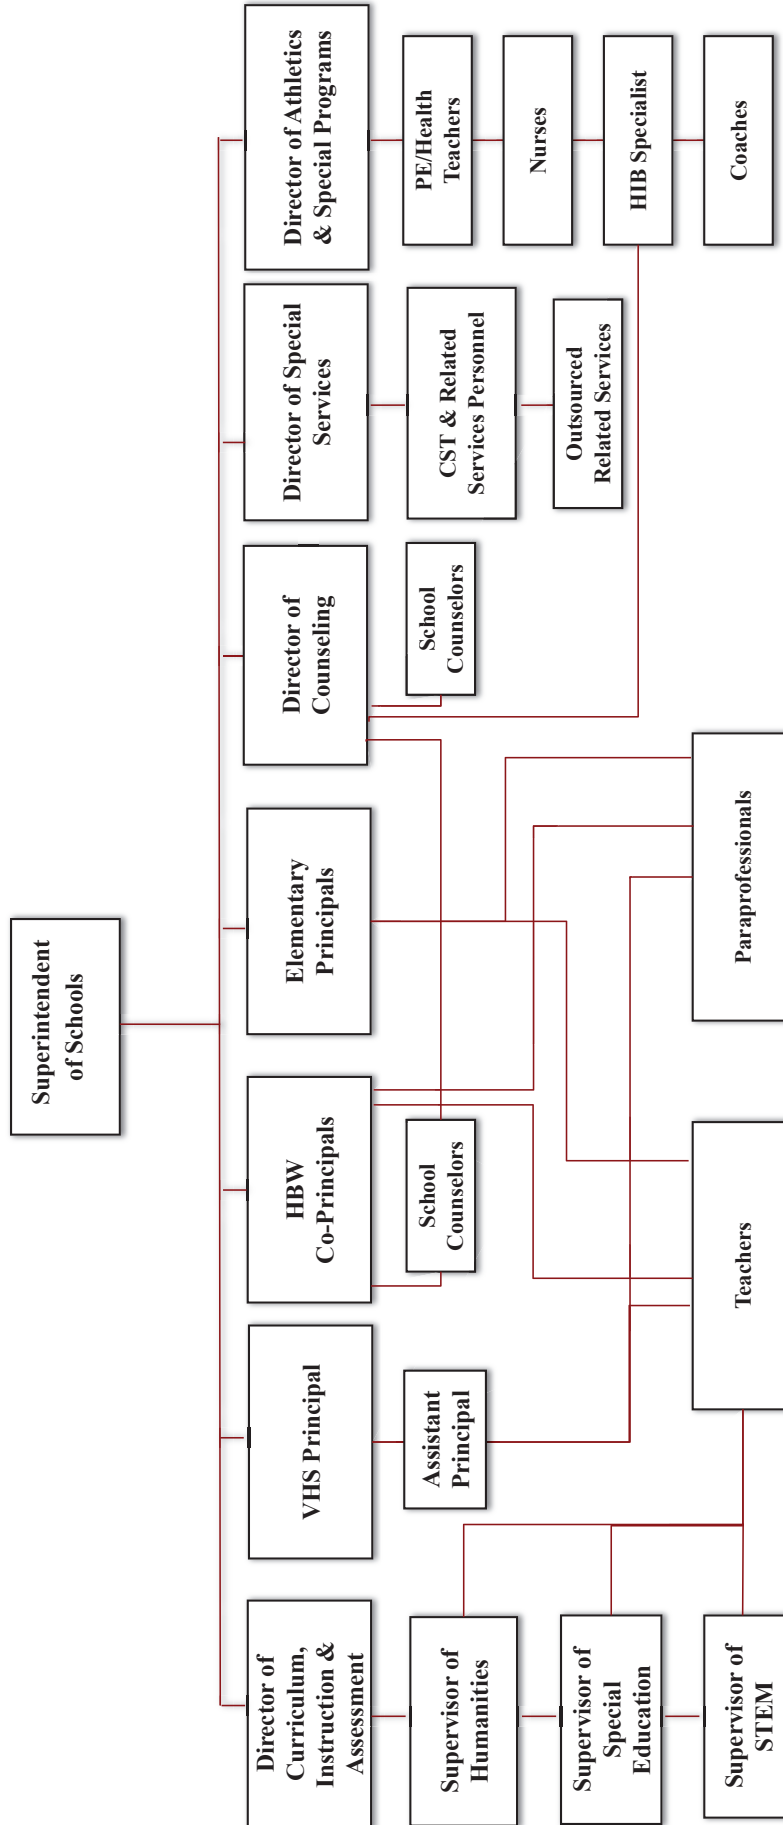 Superintendent
of Schools
Director of
Curriculum,
Instruction &
Assessment
VHS Principal
HBW
Co-Principals
Elementary
Principals
Director of
Counseling
Director of Special
Services
Director of Athletics
& Special Programs
Supervisor of
Humanities
Assistant
Principal
School
Counselors
School
Counselors
CST & Related
Services Personnel
PE/Health
Teachers
Nurses
Supervisor of
Special
Education
Outsourced
Related Services
HIB Specialist
Supervisor of
STEM
Teachers
Paraprofessionals
Coaches